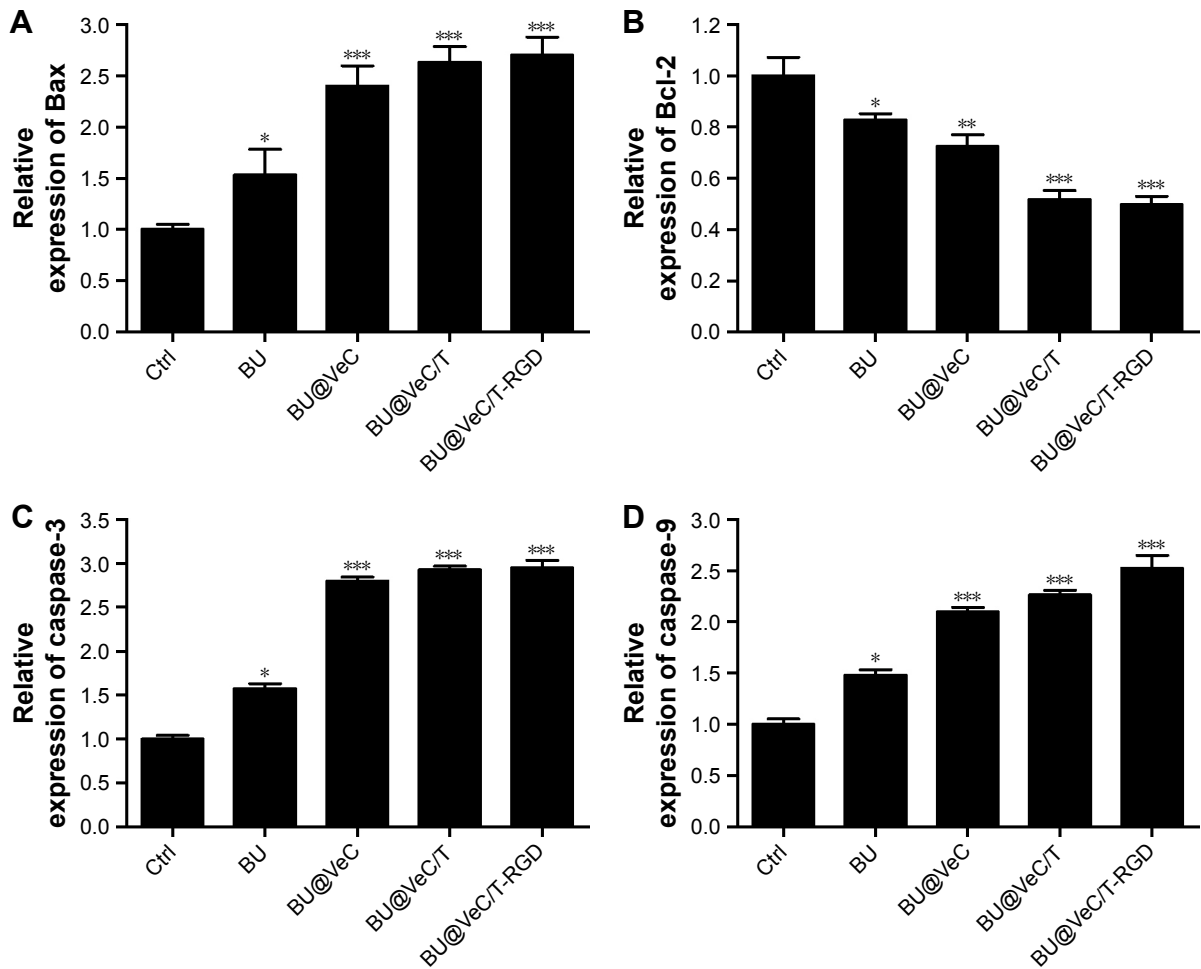 A
Relative
expression of Bax
3.0
2.5
2.0
1.5
1.0
0.5
0.0
*
***
***
***
Ctrl
BU
BU@VeC
BU@VeC/T
BU@VeC/T-RGD
B
Relative
expression of Bcl-2
1.2
1.0
0.8
0.6
0.4
0.2
0.0
*
**
***
***
Ctrl
BU
BU@VeC
BU@VeC/T
BU@VeC/T-RGD
C
Relative
expression of caspase-3
3.5
3.0
2.5
2.0
1.5
1.0
0.5
0.0
*
***
***
***
Ctrl
BU
BU@VeC
BU@VeC/T
BU@VeC/T-RGD
D
Relative
expression of caspase-9
3.0
2.5
2.0
1.5
1.0
0.5
0.0
*
***
***
***
Ctrl
BU
BU@VeC
BU@VeC/T
BU@VeC/T-RGD